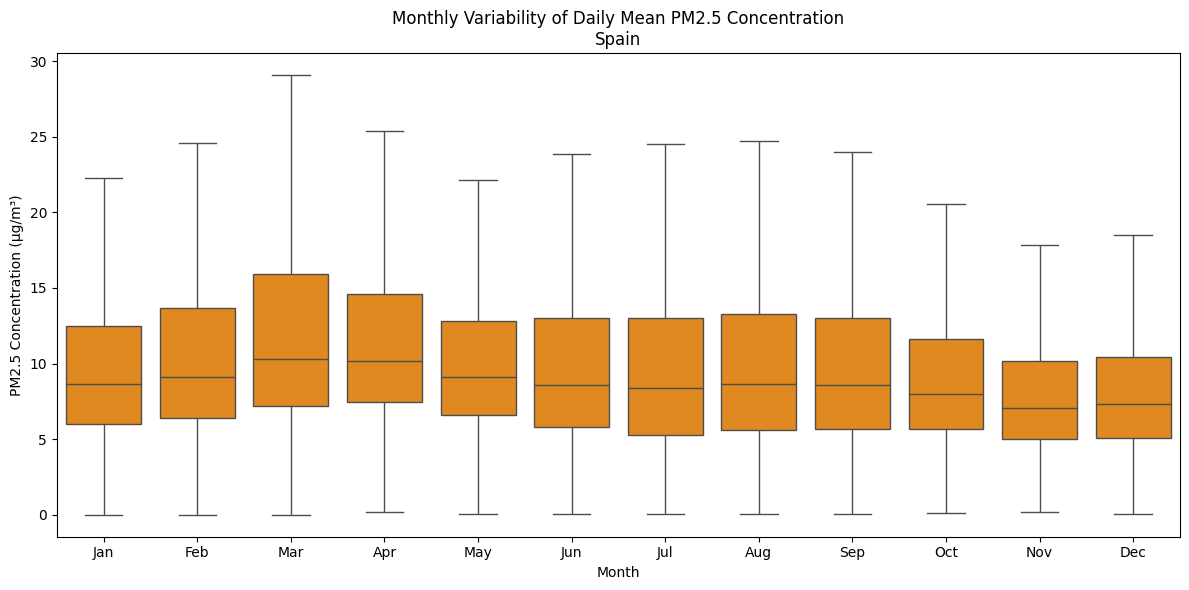 Monthly Variability of Daily Mean PM2.5 Concentration
Spain
PM2.5 Concentration (µg/m³)
30
25
20
15
10
5
0
Jan Feb Mar Apr May Jun Jul Aug Sep Oct Nov Dec
Month